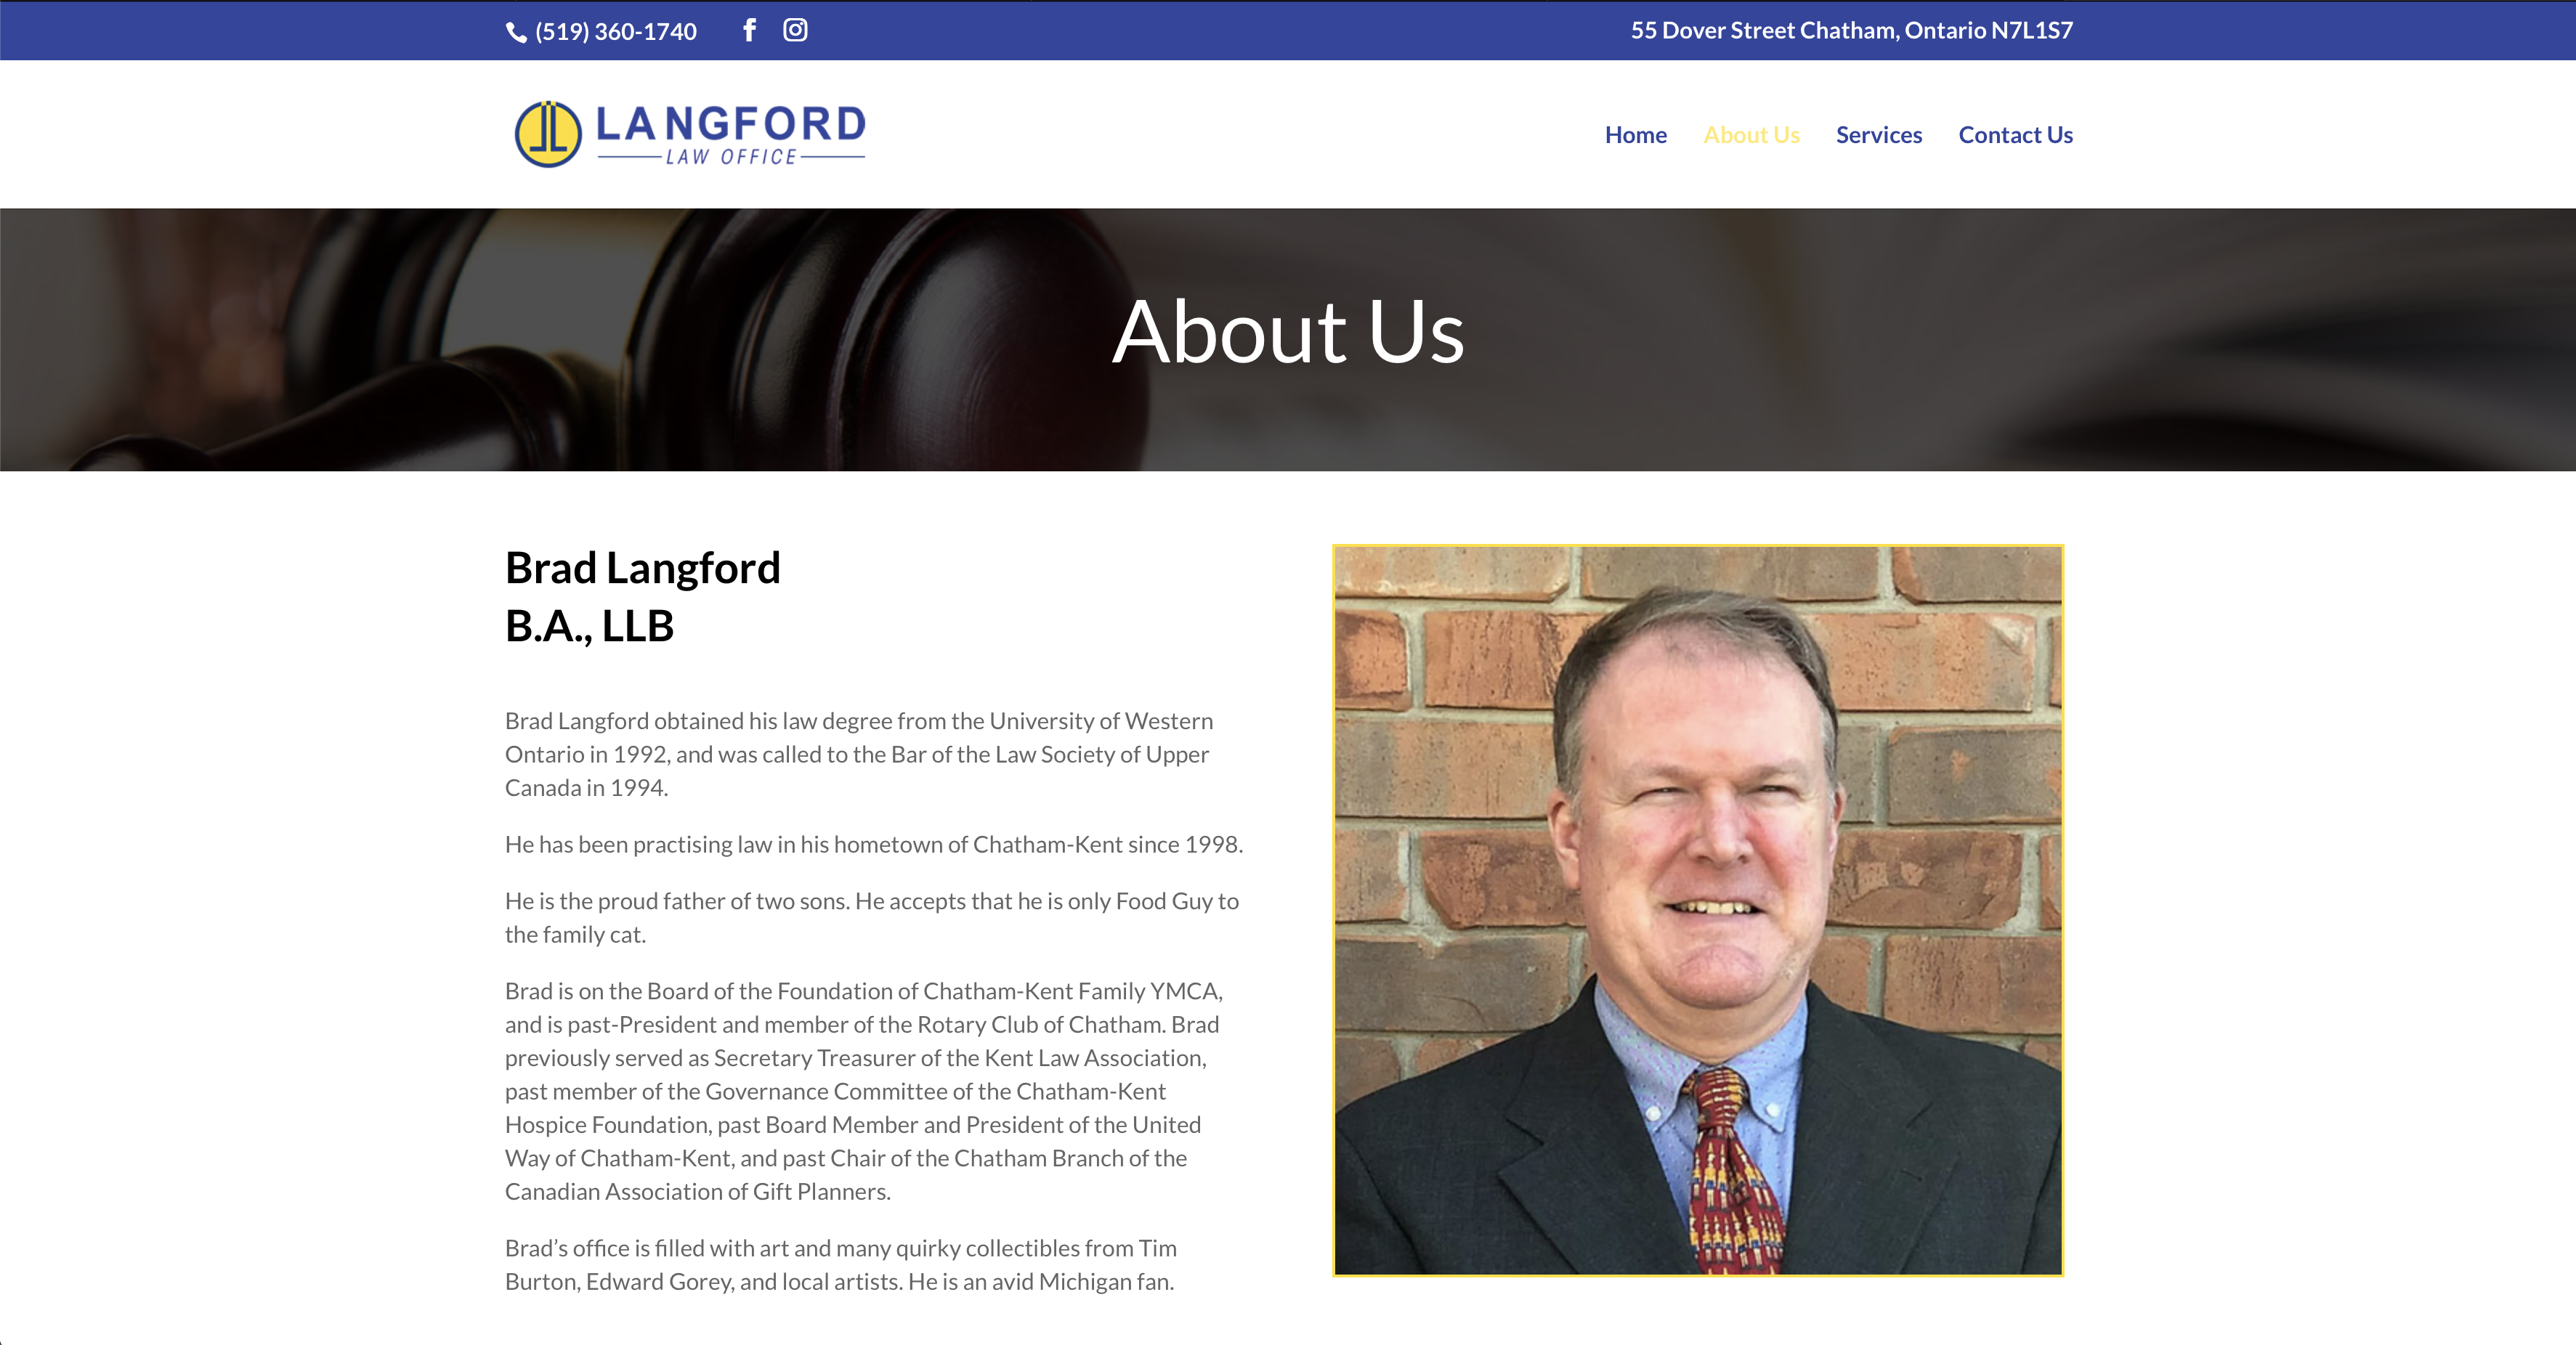 (519) 360-1740
55 Dover Street Chatham, Ontario N7L1S7
LANGFORD
LAW OFFICE
Home About Us Services Contact Us
About Us
Brad Langford
B.A., LLB
Brad Langford obtained his law degree from the University of Western
Ontario in 1992, and was called to the Bar of the Law Society of Upper
Canada in 1994.
He has been practising law in his hometown of Chatham-Kent since 1998.
He is the proud father of two sons. He accepts that he is only Food Guy to
the family cat.
Brad is on the Board of the Foundation of Chatham-Kent Family YMCA,
and is past-President and member of the Rotary Club of Chatham. Brad
previously served as Secretary Treasurer of the Kent Law Association,
past member of the Governance Committee of the Chatham-Kent
Hospice Foundation, past Board Member and President of the United
Way of Chatham-Kent, and past Chair of the Chatham Branch of the
Canadian Association of Gift Planners.
Brad’s office is filled with art and many quirky collectibles from Tim
Burton, Edward Gorey, and local artists. He is an avid Michigan fan.